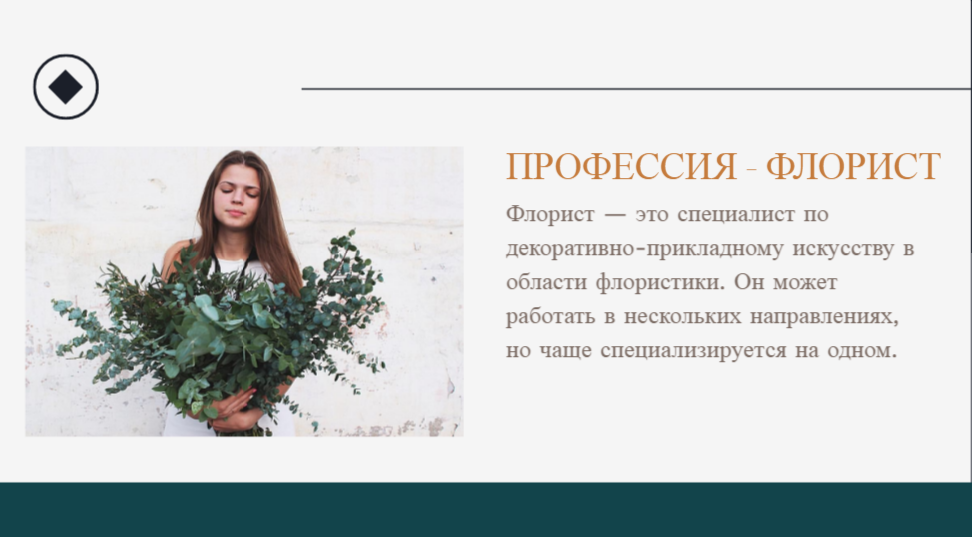 ПРОФЕССИЯ - ФЛОРИСТ
Флорист — это специалист по
декоративно-прикладному искусству в
области флористики. Он может
работать в нескольких направлениях,
но чаще специализируется на одном.